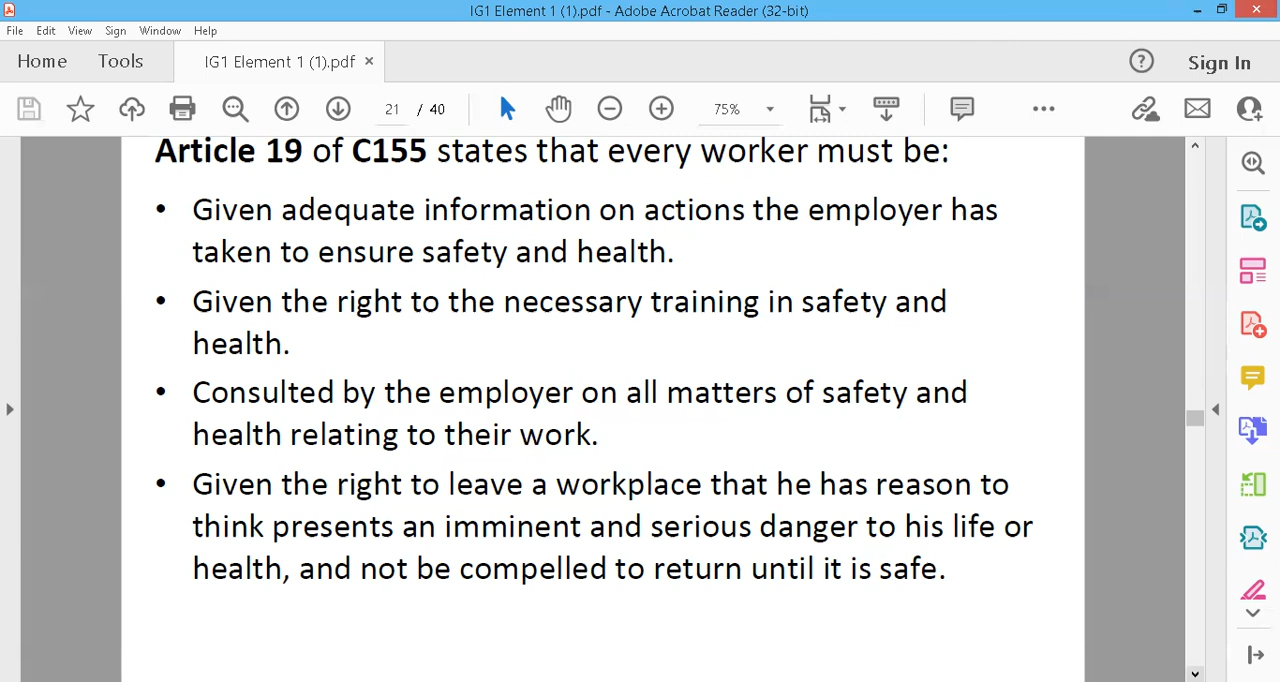 IG1 Element 1 (1).pdf - Adobe Acrobat Reader (32-bit)
File Edit View Sign Window Help
Home Tools IG1 Element 1 (1).pdf × ? Sign In
21 / 40 75%
Article 19 of C155 states that every worker must be:
• Given adequate information on actions the employer has
taken to ensure safety and health.
• Given the right to the necessary training in safety and
health.
• Consulted by the employer on all matters of safety and
health relating to their work.
• Given the right to leave a workplace that he has reason to
think presents an imminent and serious danger to his life or
health, and not be compelled to return until it is safe.